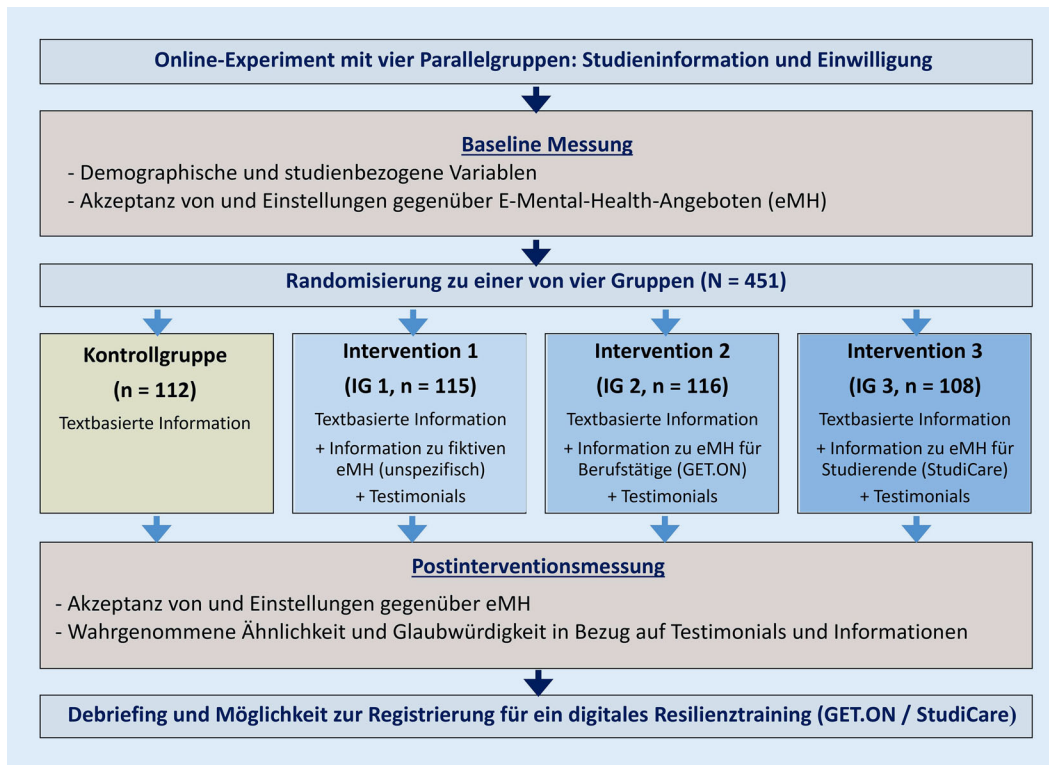 Online-Experiment mit vier Parallelgruppen: Studieninformation und Einwilligung
Baseline Messung
- Demographische und studienbezogene Variablen
- Akzeptanz von und Einstellungen gegenüber E-Mental-Health-Angeboten (eMH)
Randomisierung zu einer von vier Gruppen (N = 451)
Kontrollgruppe
(n = 112)
Textbasierte Information
Intervention 1
(IG 1, n = 115)
Textbasierte Information
+ Information zu fiktiven
eMH (unspezifisch)
+ Testimonials
Intervention 2
(IG 2, n = 116)
Textbasierte Information
+ Information zu eMH für
Berufstätige (GET.ON)
+ Testimonials
Intervention 3
(IG 3, n = 108)
Textbasierte Information
+ Information zu eMH für
Studierende (StudiCare)
+ Testimonials
Postinterventionsmessung
- Akzeptanz von und Einstellungen gegenüber eMH
- Wahrgenommene Ähnlichkeit und Glaubwürdigkeit in Bezug auf Testimonials und Informationen
Debriefing und Möglichkeit zur Registrierung für ein digitales Resilienztraining (GET.ON / StudiCare)